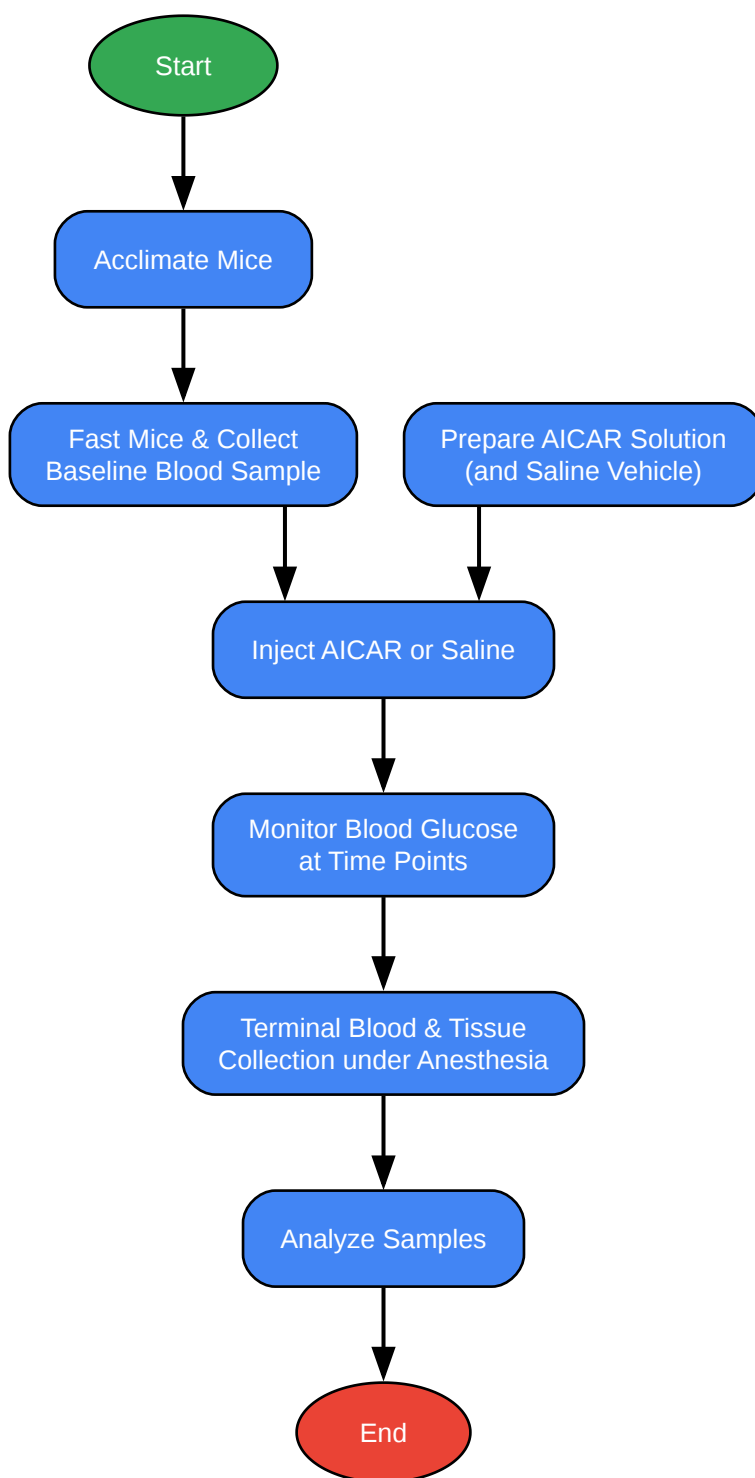 Start
Acclimate Mice
Fast Mice & Collect
Baseline Blood Sample
Prepare AICAR Solution
(and Saline Vehicle)
Inject AICAR or Saline
Monitor Blood Glucose
at Time Points
Terminal Blood & Tissue
Collection under Anesthesia
Analyze Samples
End